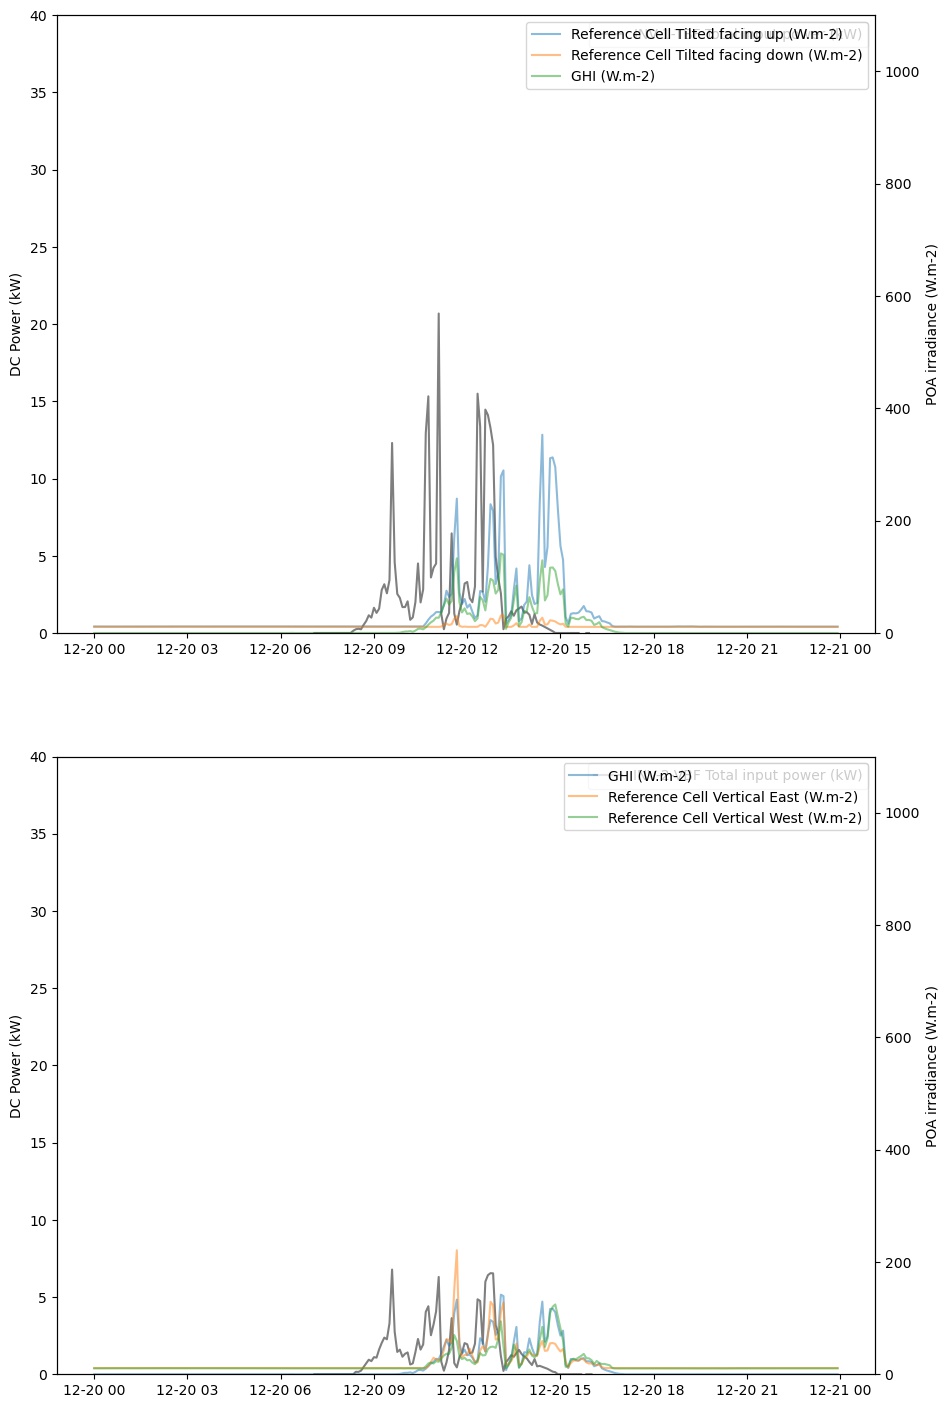 40
35
30
25
20
15
10
5
0
DC Power (kW)
Reference Cell Tilted facing up (W.m-2)
Reference Cell Tilted facing down (W.m-2)
GHI (W.m-2)
1000
800
600
400
200
0
POA irradiance (W.m-2)
12-20 00 12-20 03 12-20 06 12-20 09 12-20 12 12-20 15 12-20 18 12-20 21 12-21 00
40
35
30
25
20
15
10
5
0
DC Power (kW)
GHI (W.m-2)
Total input power (kW)
Reference Cell Vertical East (W.m-2)
Reference Cell Vertical West (W.m-2)
1000
800
600
400
200
0
POA irradiance (W.m-2)
12-20 00 12-20 03 12-20 06 12-20 09 12-20 12 12-20 15 12-20 18 12-20 21 12-21 00